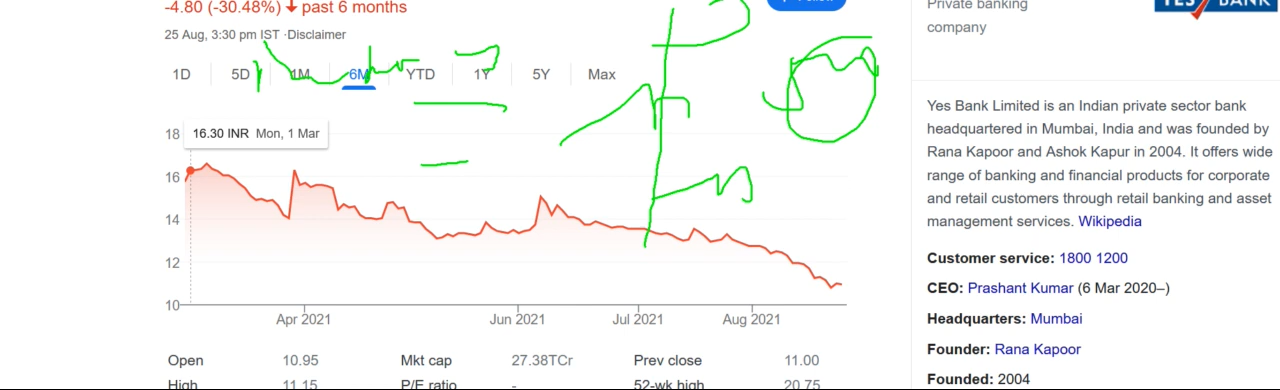 -4.80 (-30.48%) ↓ past 6 months
25 Aug, 3:30 pm IST ·Disclaimer
1D 5D 1M 6M YTD 1Y 5Y Max
16.30 INR Mon, 1 Mar
18
16
14
12
10
Apr 2021 Jun 2021 Jul 2021 Aug 2021
Open 10.95 Mkt cap 27.38TCr Prev close 11.00
High 11.15 P/E ratio - 52-wk high 20.75
Private banking
company
YES BANK
Yes Bank Limited is an Indian private sector bank
headquartered in Mumbai, India and was founded by
Rana Kapoor and Ashok Kapur in 2004. It offers wide
range of banking and financial products for corporate
and retail customers through retail banking and asset
management services. Wikipedia
Customer service: 1800 1200
CEO: Prashant Kumar (6 Mar 2020–)
Headquarters: Mumbai
Founder: Rana Kapoor
Founded: 2004